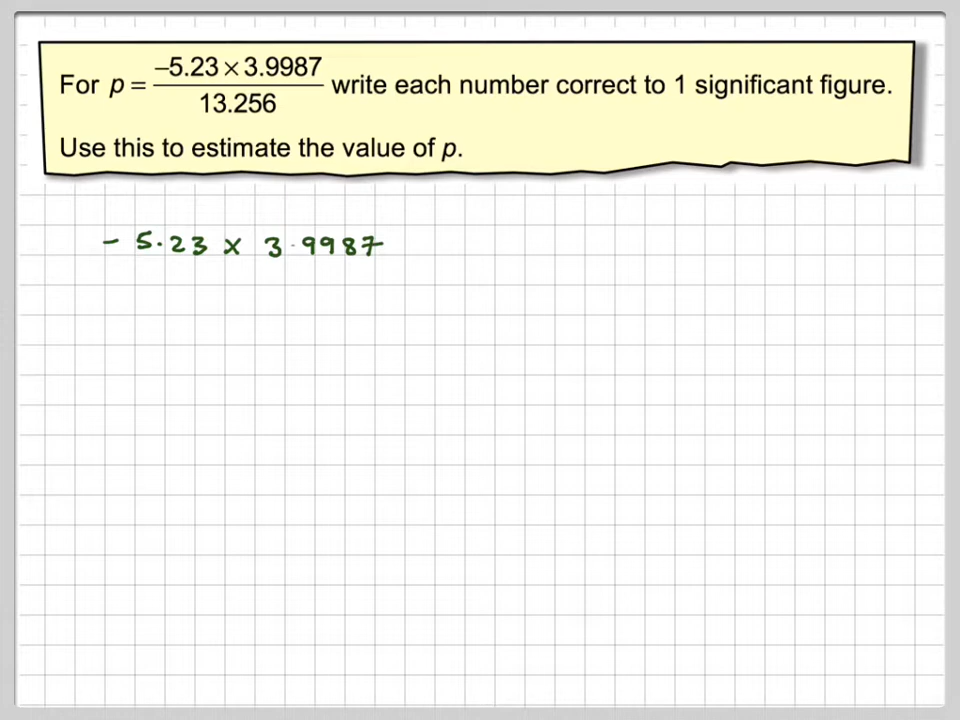 For p = −5.23 × 3.9987 / 13.256 write each number correct to 1 significant figure.
Use this to estimate the value of p.
- 5.23 x 3.9987